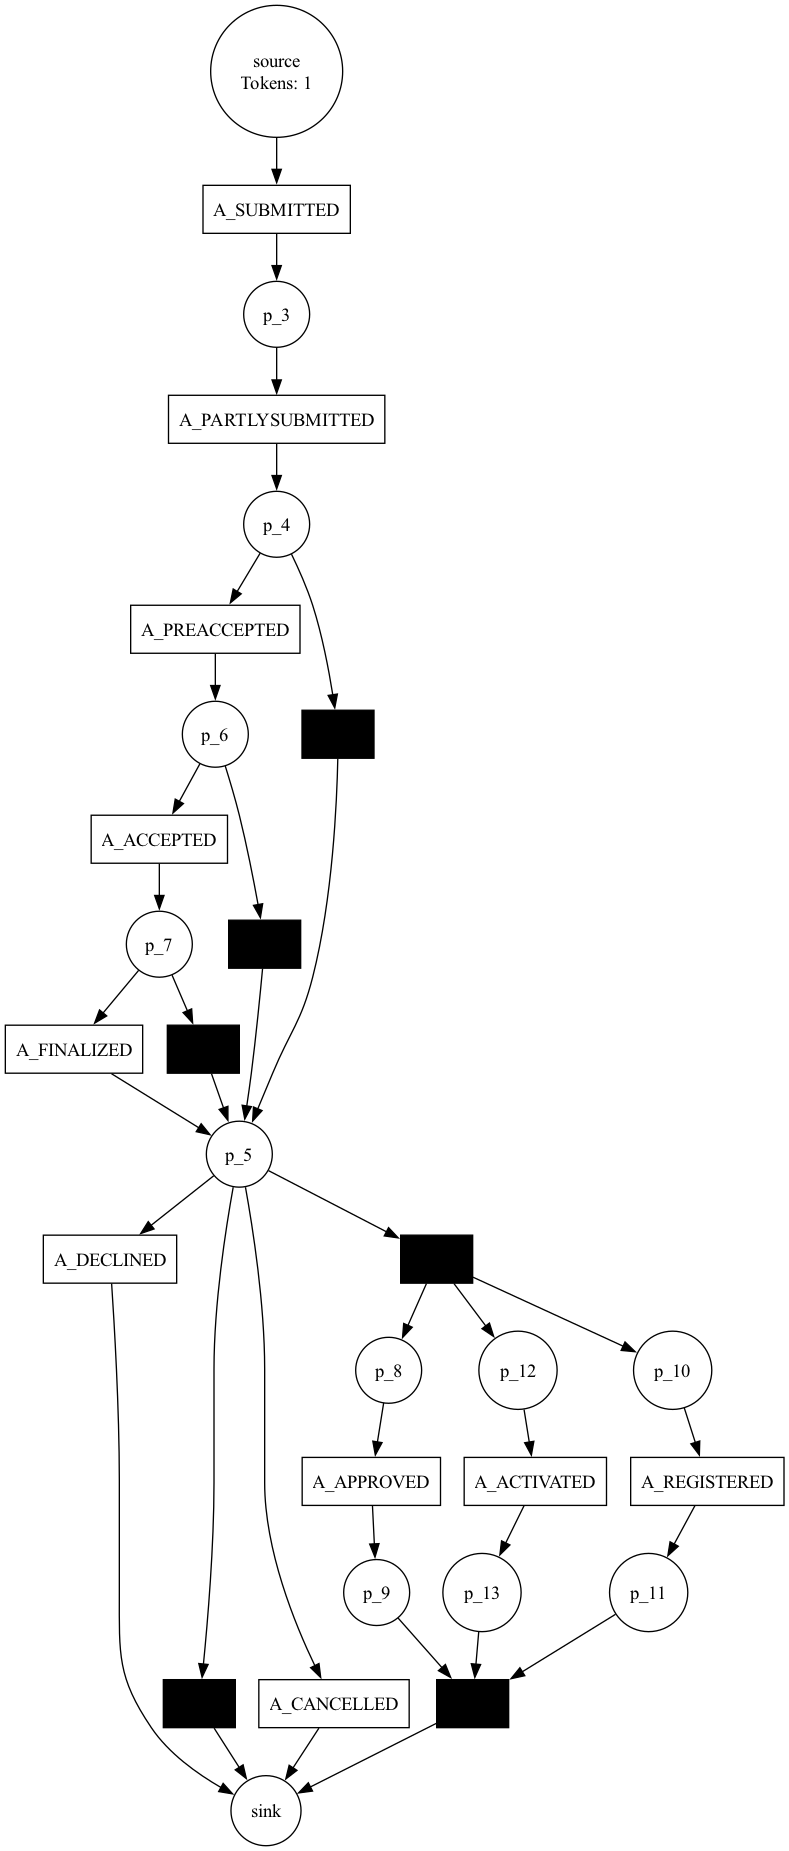 source
Tokens: 1
A_SUBMITTED
p_3
A_PARTLYSUBMITTED
p_4
A_PREACCEPTED
p_6
A_ACCEPTED
p_7
A_FINALIZED
p_5
A_DECLINED
p_8
p_12
p_10
A_APPROVED
A_ACTIVATED
A_REGISTERED
p_9
p_13
p_11
A_CANCELLED
sink